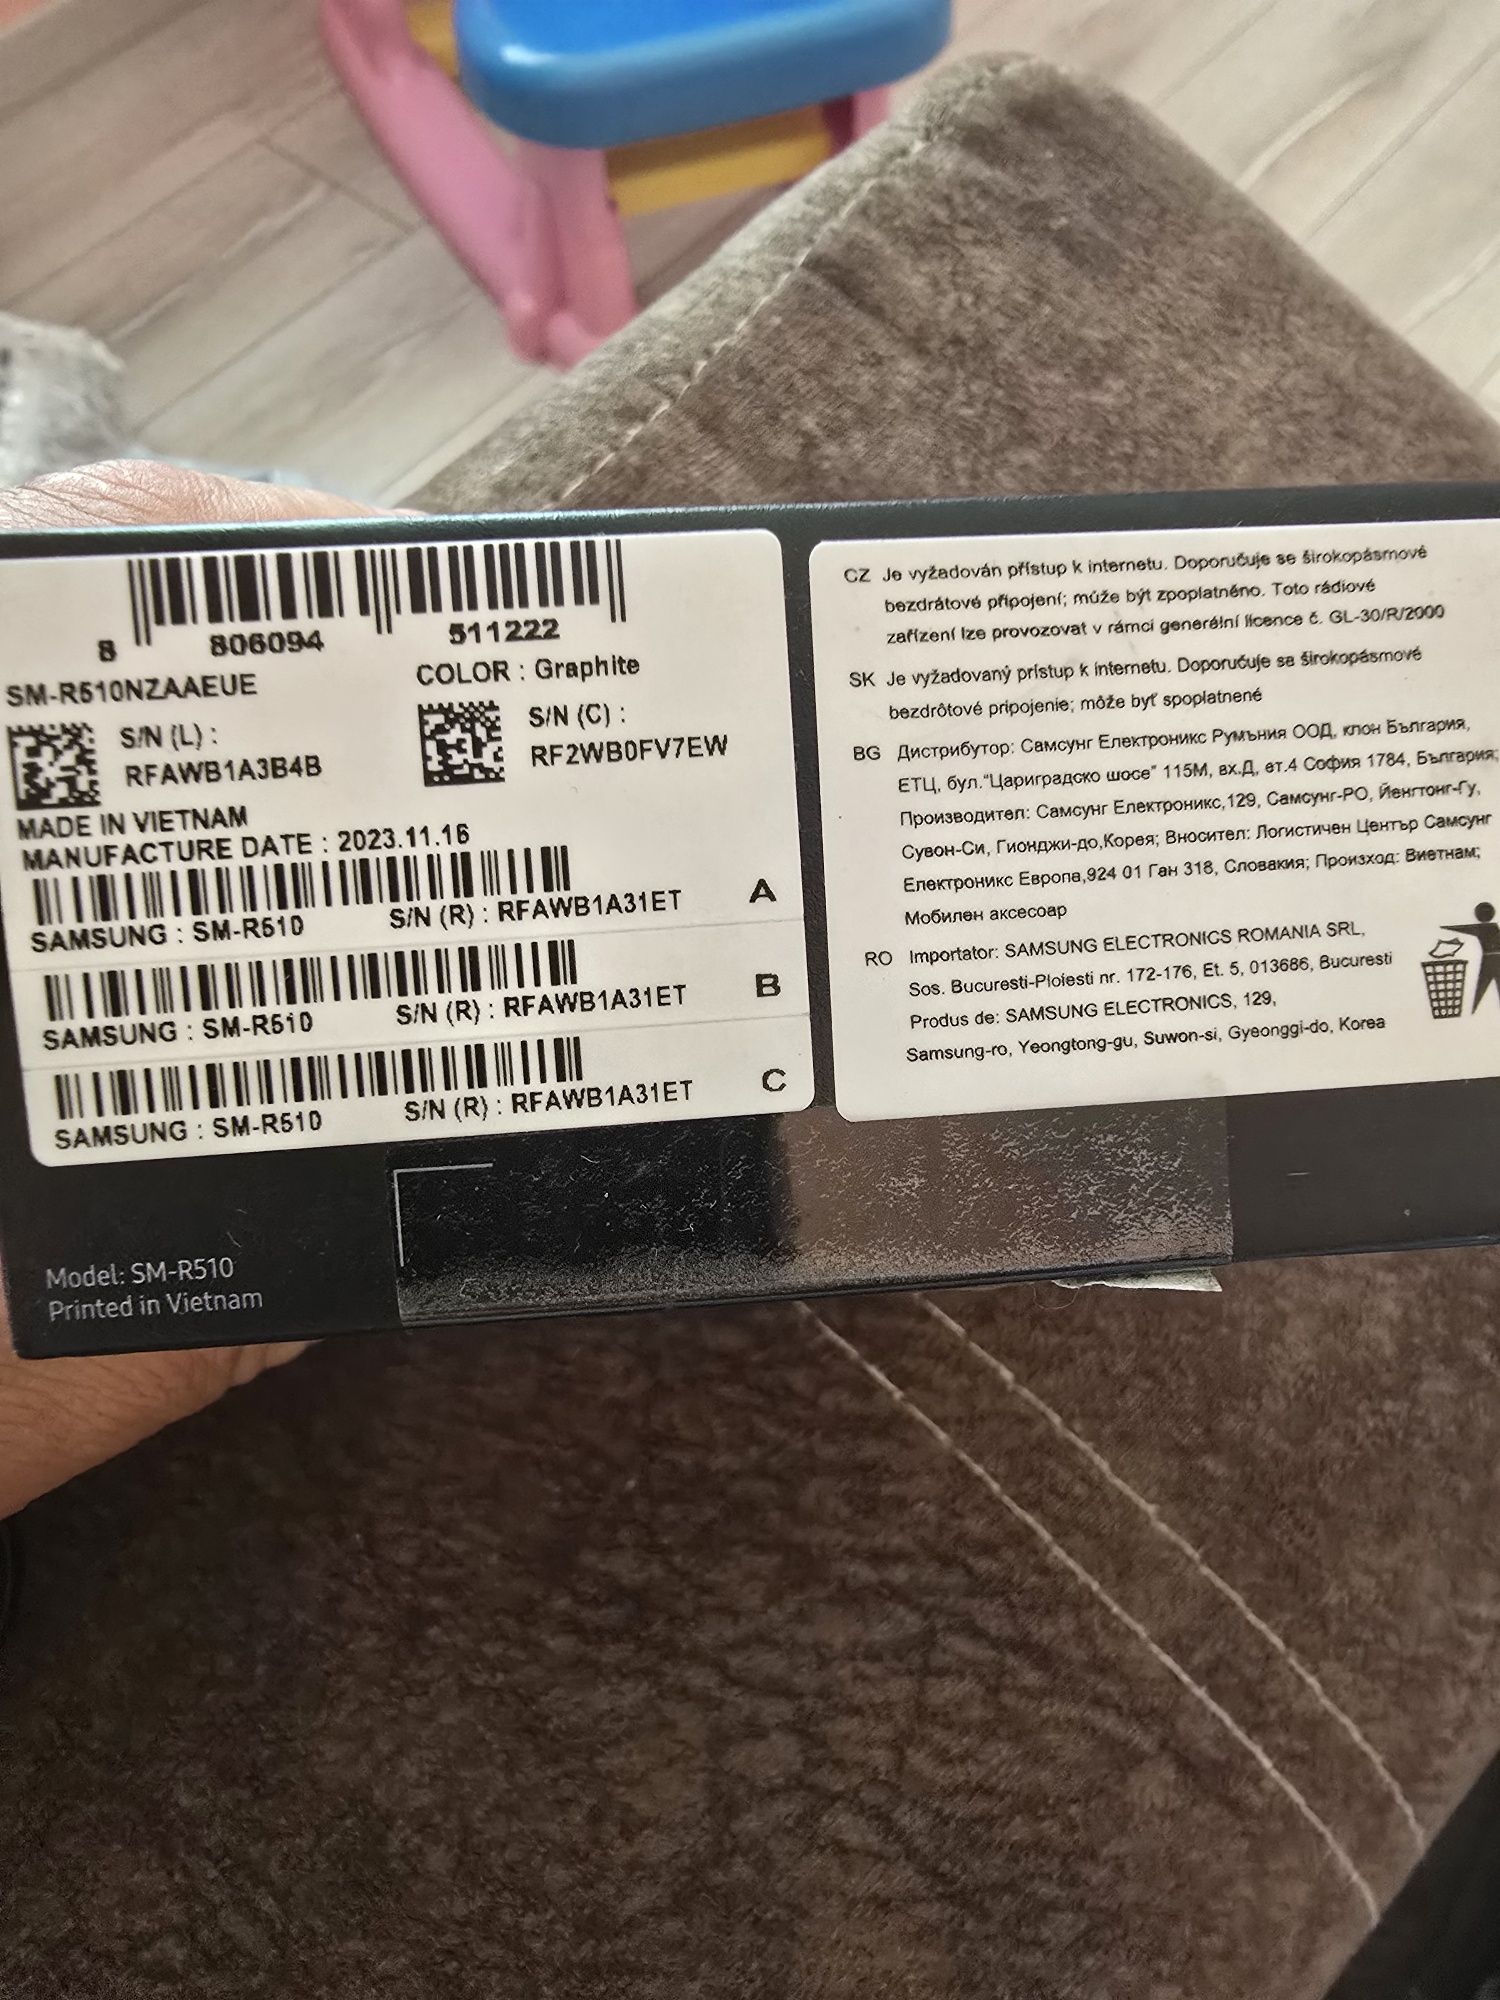 8 806094 511222
SM-R510NZAAEUE
COLOR : Graphite
S/N (L) :
RFAWB1A3B4B
S/N (C) :
RF2WB0FV7EW
MADE IN VIETNAM
MANUFACTURE DATE : 2023.11.16
SAMSUNG : SM-R510 S/N (R) : RFAWB1A31ET A
SAMSUNG : SM-R510 S/N (R) : RFAWB1A31ET B
SAMSUNG : SM-R510 S/N (R) : RFAWB1A31ET C
Model: SM-R510
Printed in Vietnam
CZ Je vyžadován přístup k internetu. Doporučuje se širokopásmové
bezdrátové připojení; může být zpoplatněno. Toto rádiové
zařízení lze provozovat v rámci generální licence č. GL-30/R/2000
SK Je vyžadovaný prístup k internetu. Doporučuje sa širokopásmové
bezdrôtové pripojenie; môže byť spoplatnené
BG Дистрибутор: Самсунг Електроникс Румъния ООД, клон България,
ЕТЦ, бул."Цариградско шосе" 115М, вх.Д, ет.4 София 1784, България;
Производител: Самсунг Електроникс,129, Самсунг-РО, Йенгтонг-Гу,
Сувон-Си, Гионджи-до,Корея; Вносител: Логистичен Център Самсунг
Електроникс Европа,924 01 Ган 318, Словакия; Произход: Виетнам;
Мобилен аксесоар
RO Importator: SAMSUNG ELECTRONICS ROMANIA SRL,
Sos. Bucuresti-Ploiesti nr. 172-176, Et. 5, 013686, Bucuresti
Produs de: SAMSUNG ELECTRONICS, 129,
Samsung-ro, Yeongtong-gu, Suwon-si, Gyeonggi-do, Korea